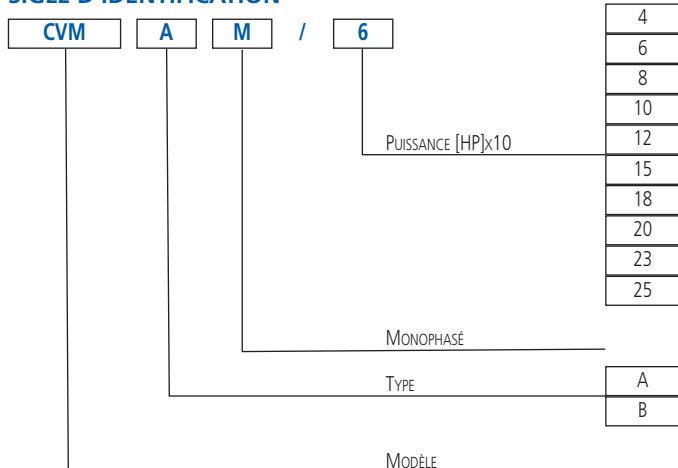 SIGLE D'IDENTIFICATION
CVM A M / 6
4
6
8
10
PUISSANCE [HP]X10 12
15
18
20
23
25
MONOPHASÉ
TYPE A
B
MODÈLE